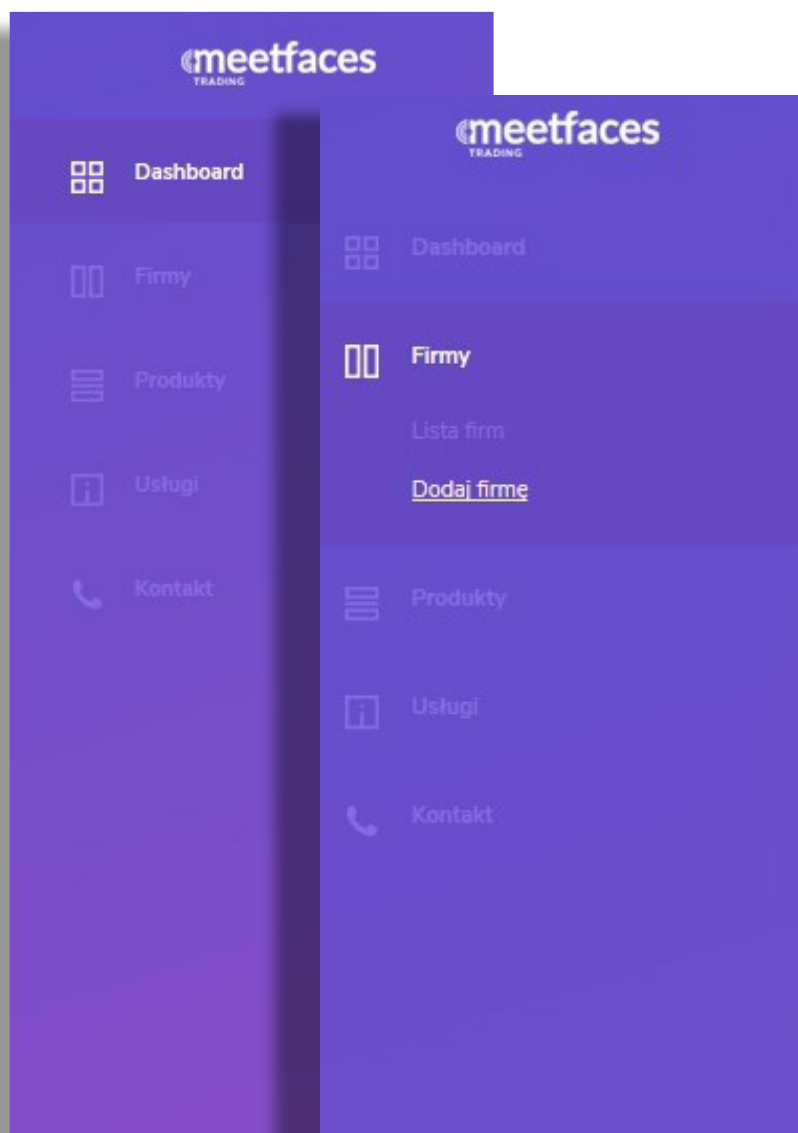 meetfaces
TRADING
Dashboard
Firmy
Produkty
Usługi
Kontakt
meetfaces
TRADING
Dashboard
Firmy
Lista firm
Dodaj firmę
Produkty
Usługi
Kontakt